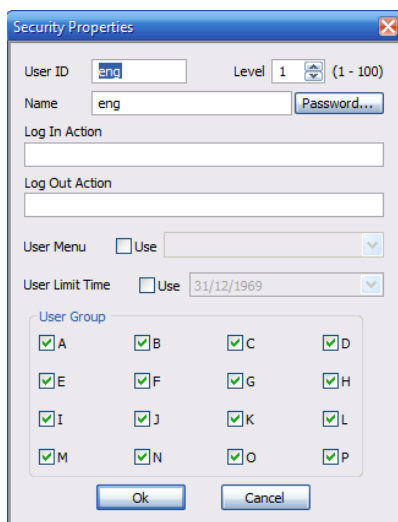 Security Properties
User ID eng Level 1 (1 - 100)
Name eng Password...
Log In Action
Log Out Action
User Menu Use
User Limit Time Use 31/12/1969
User Group
A B C D
E F G H
I J K L
M N O P
Ok Cancel